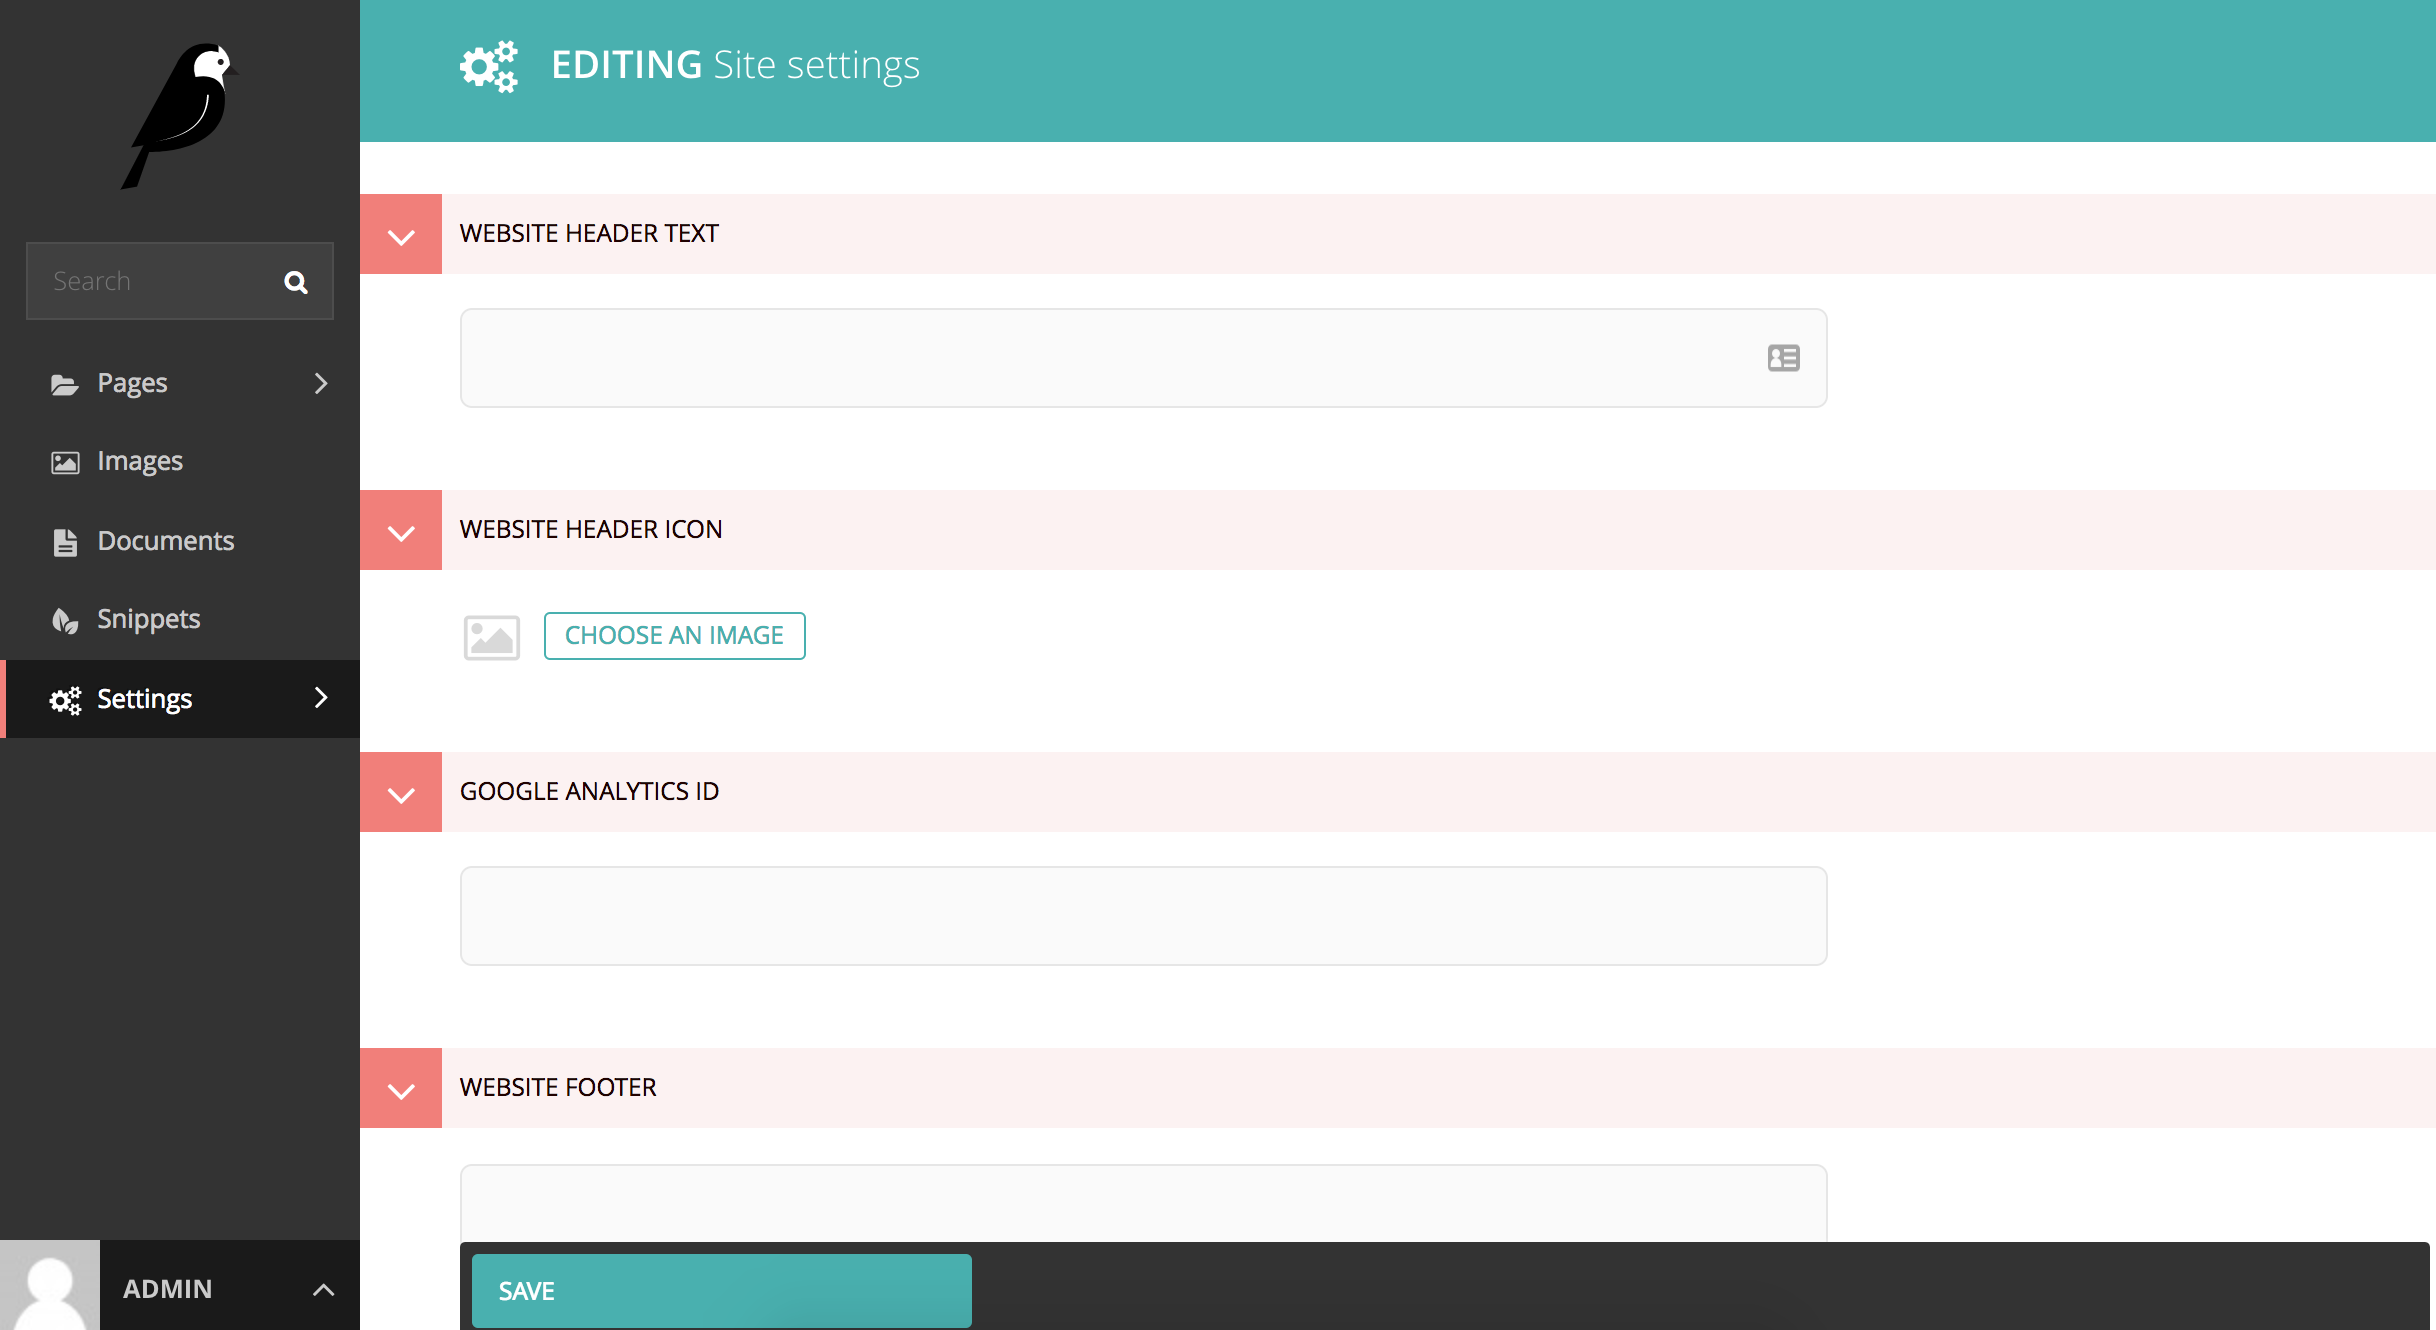 Search
Pages
Images
Documents
Snippets
Settings
ADMIN
EDITING Site settings
WEBSITE HEADER TEXT
WEBSITE HEADER ICON
CHOOSE AN IMAGE
GOOGLE ANALYTICS ID
WEBSITE FOOTER
SAVE